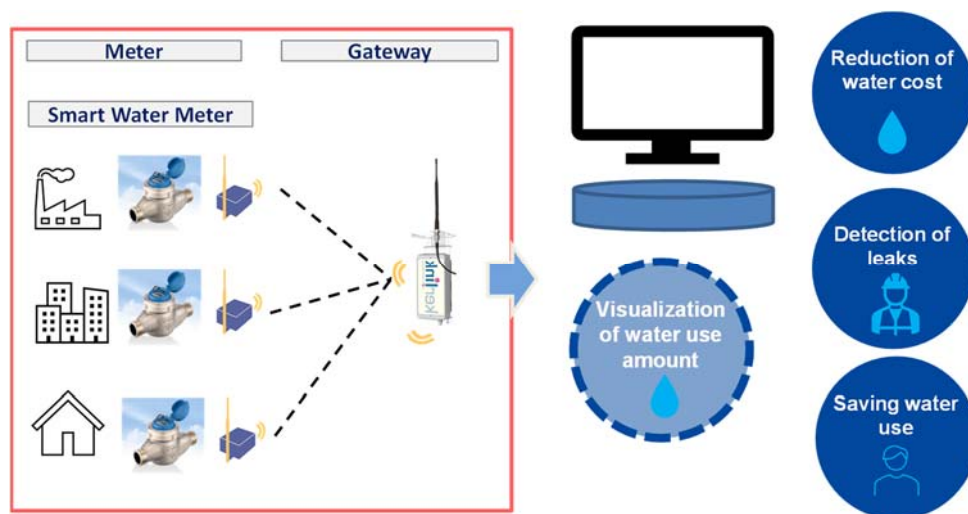 Meter
Gateway
Smart Water Meter
Kerlink
Visualization
of water use
amount
Reduction of
water cost
Detection of
leaks
Saving water
use